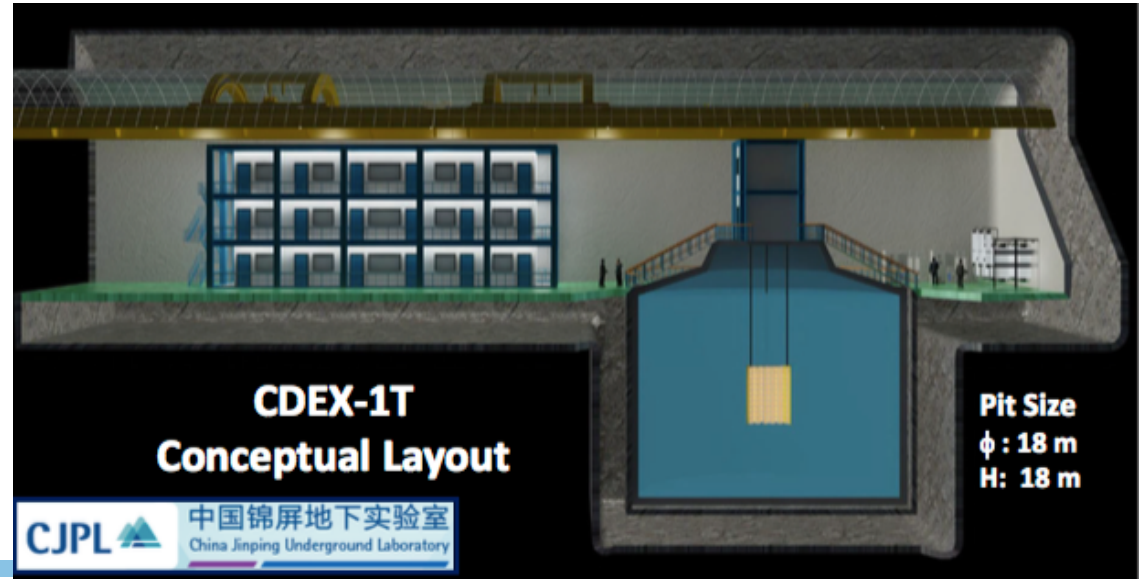 CDEX-1T
Conceptual Layout
Pit Size
ϕ : 18 m
H: 18 m
CJPL
中国锦屏地下实验室
China Jinping Underground Laboratory